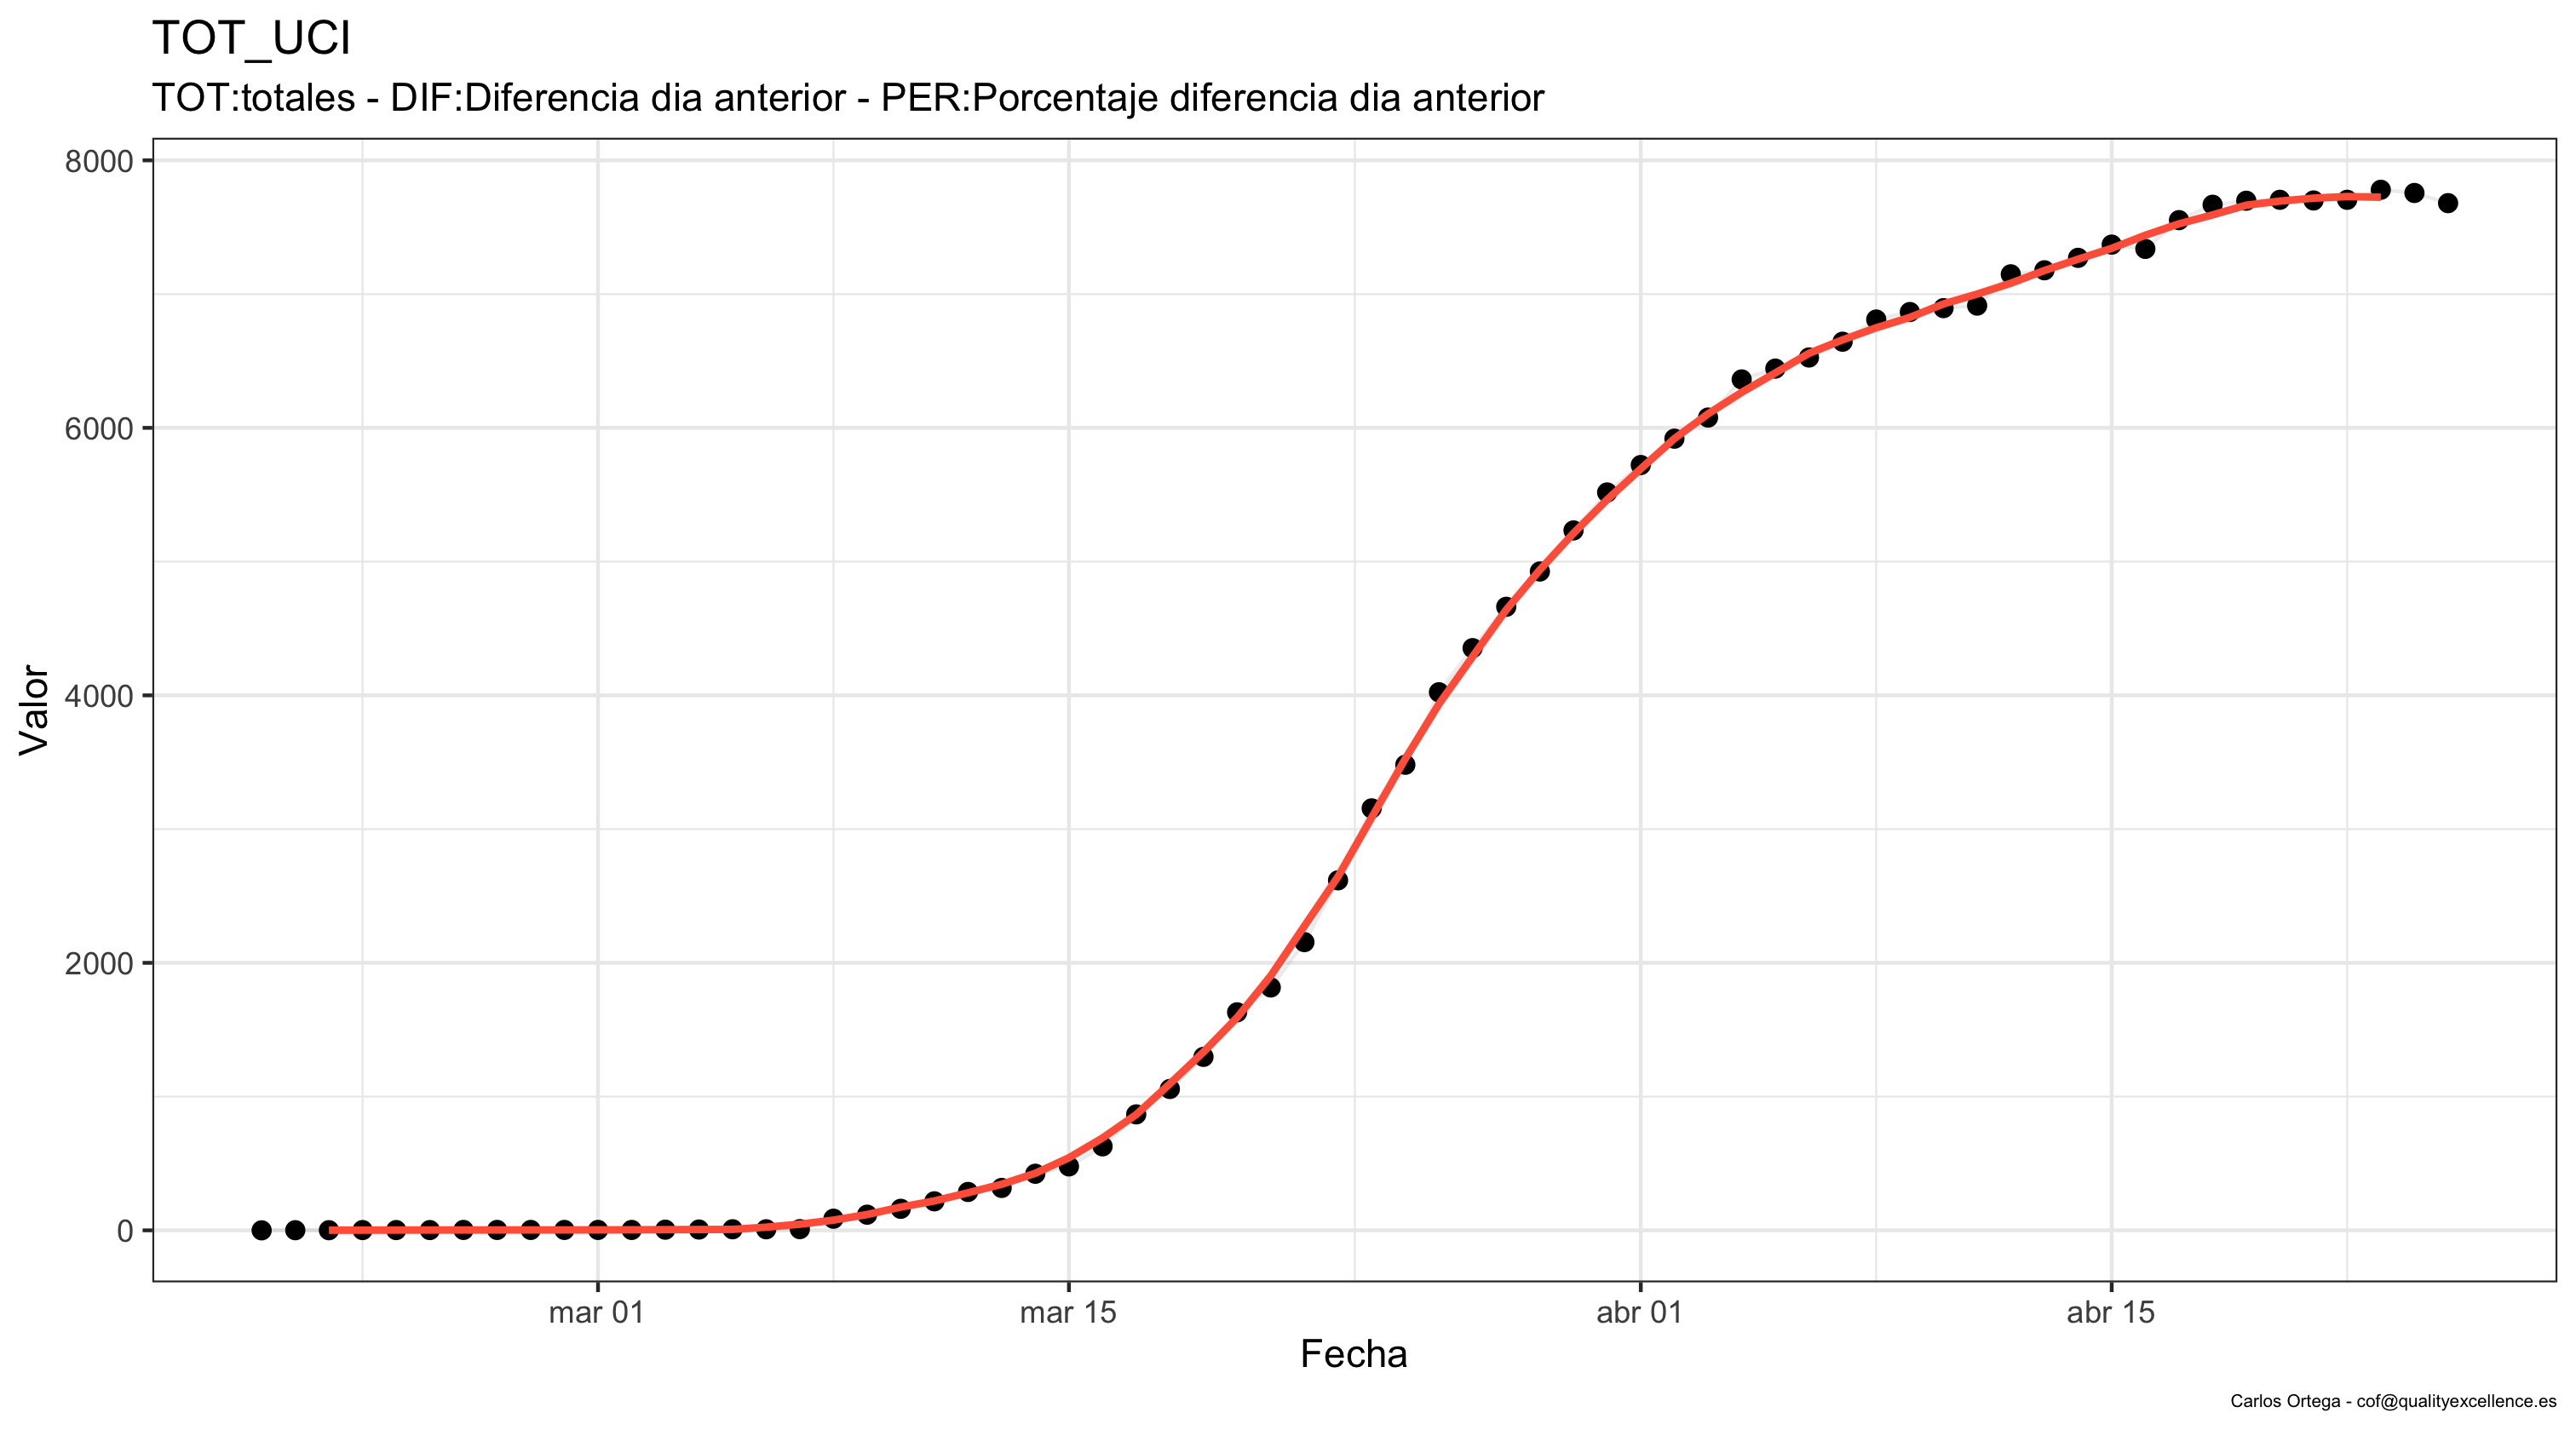 TOT_UCI
TOT:totales - DIF:Diferencia dia anterior - PER:Porcentaje diferencia dia anterior
8000
6000
4000
2000
0
Valor
mar 01
mar 15
abr 01
abr 15
Fecha
Carlos Ortega - cof@qualityexcellence.es